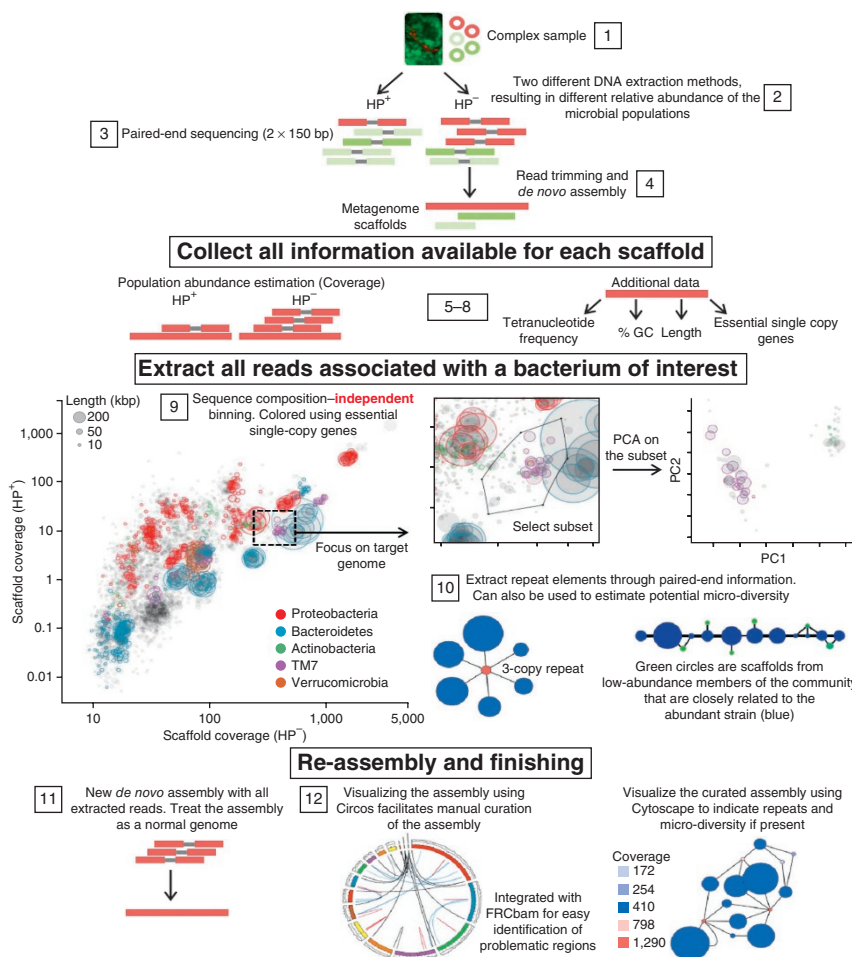 Complex sample
1
Two different DNA extraction methods,
resulting in different relative abundance of the
microbial populations
2
HP+
HP−
3
Paired-end sequencing (2 × 150 bp)
Read trimming and
de novo assembly
4
Metagenome
scaffolds
Collect all information available for each scaffold
Population abundance estimation (Coverage)
HP+
HP−
5–8
Additional data
Tetranucleotide
frequency
% GC
Length
Essential single copy
genes
Extract all reads associated with a bacterium of interest
Length (kbp)
200
50
10
9
Sequence composition–independent
binning. Colored using essential
single-copy genes
Scaffold coverage (HP+)
1,000
100
10
1
0.1
0.01
10
100
1,000
5,000
Scaffold coverage (HP−)
Focus on target
genome
Proteobacteria
Bacteroidetes
Actinobacteria
TM7
Verrucomicrobia
Select subset
PCA on
the subset
PC2
PC1
10
Extract repeat elements through paired-end information.
Can also be used to estimate potential micro-diversity
3-copy repeat
Green circles are scaffolds from
low-abundance members of the community
that are closely related to the
abundant strain (blue)
Re-assembly and finishing
11
New de novo assembly with all
extracted reads. Treat the assembly
as a normal genome
12
Visualizing the assembly using
Circos facilitates manual curation
of the assembly
Integrated with
FRCbam for easy
identification of
problematic regions
Visualize the curated assembly using
Cytoscape to indicate repeats and
micro-diversity if present
Coverage
172
254
410
798
1,290